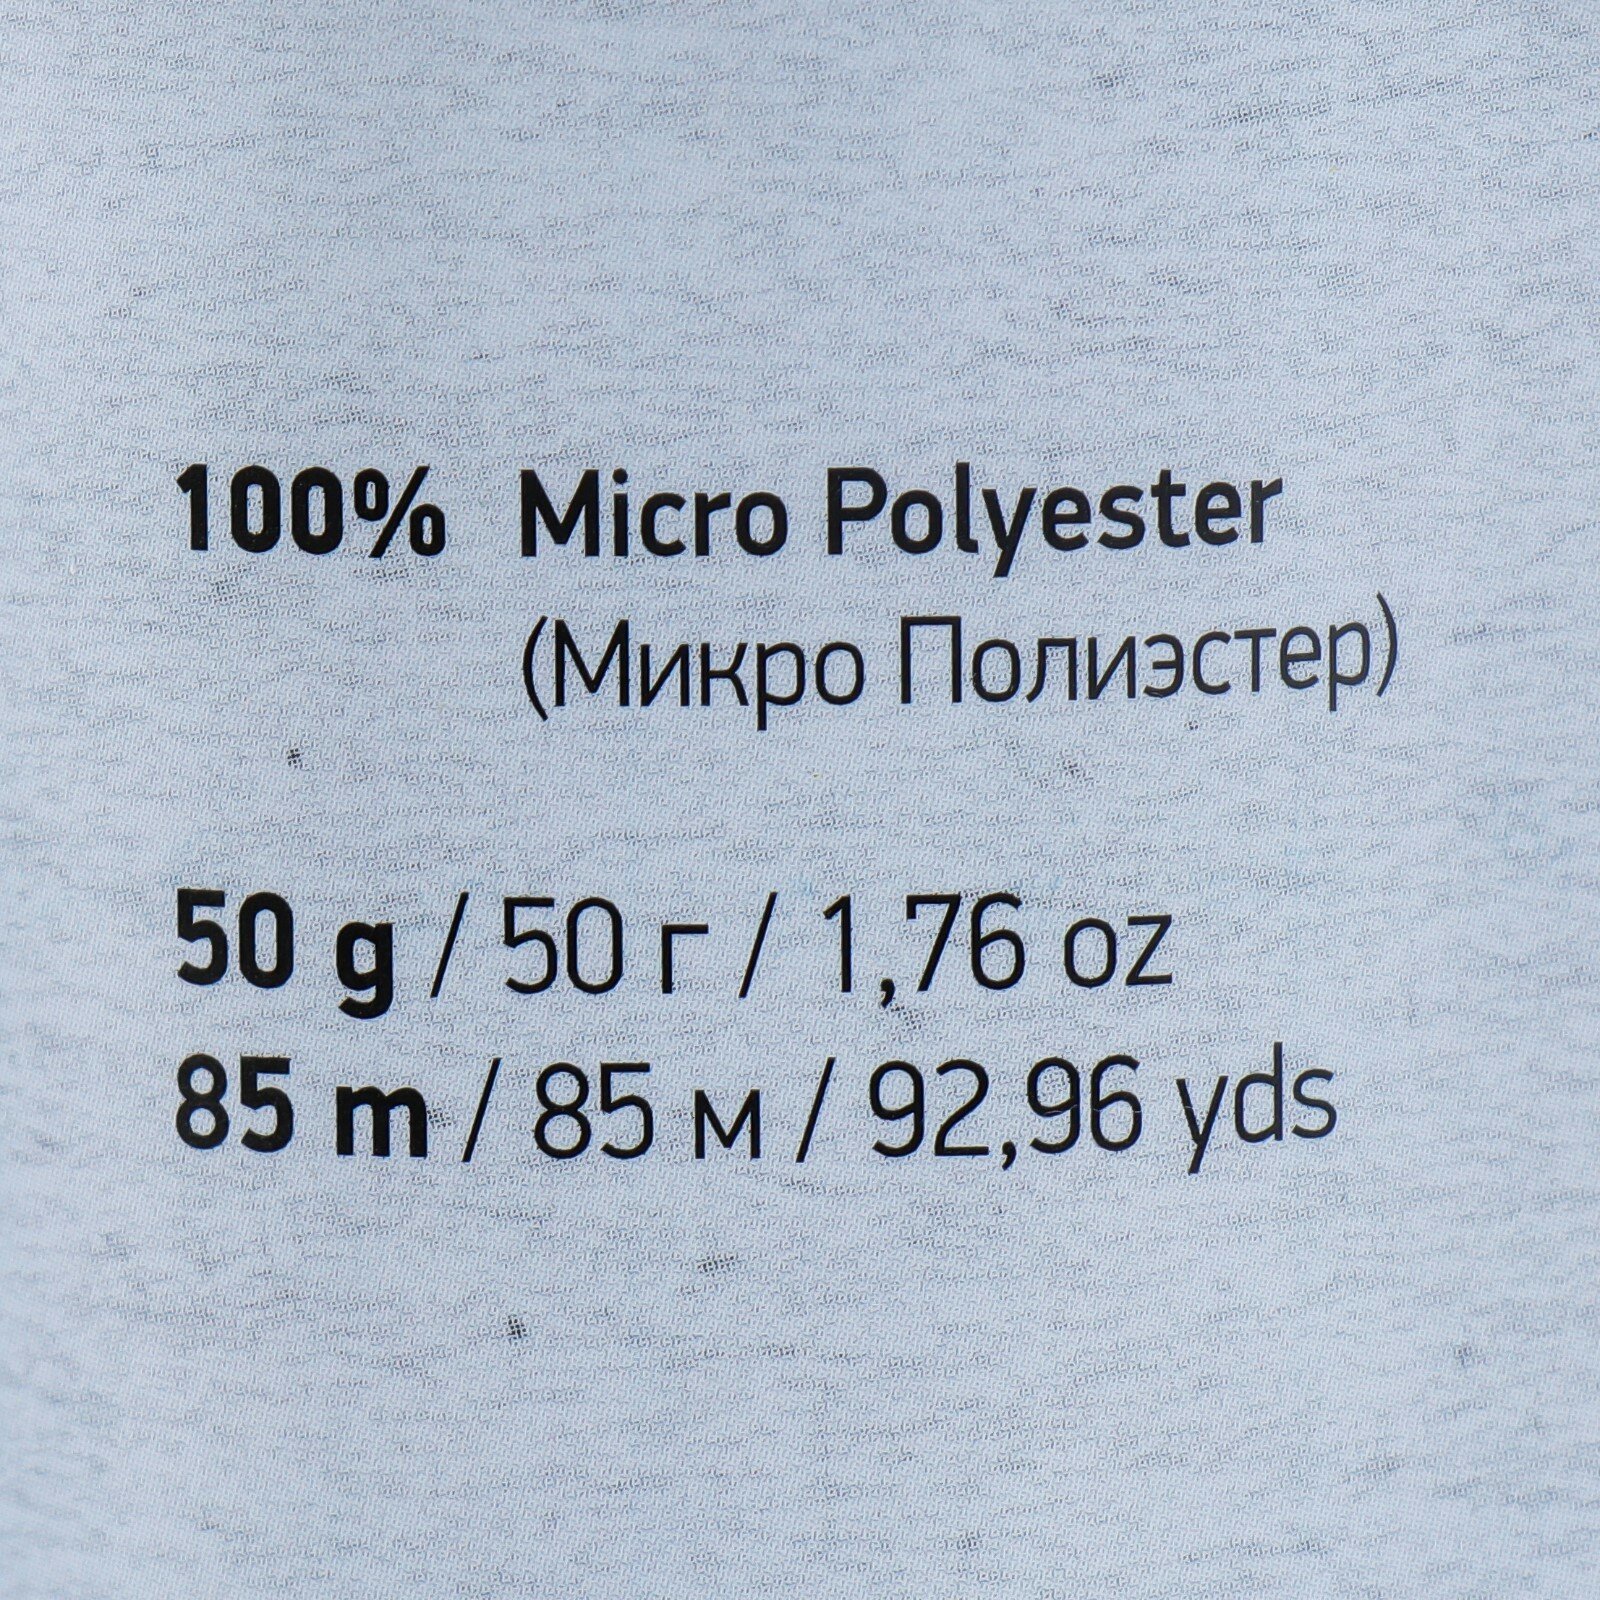 100% Micro Polyester
(Микро Полиэстер)
50 g / 50 г / 1,76 oz
85 m / 85 м / 92,96 yds